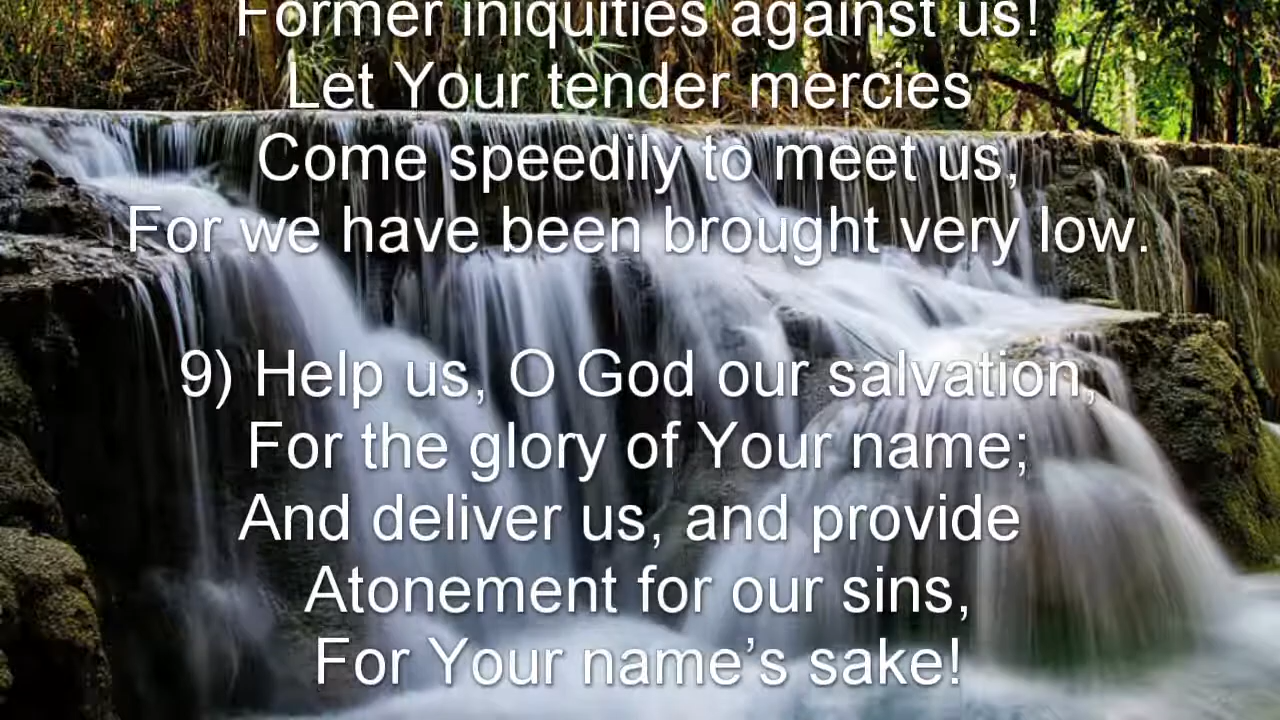 Former iniquities against us!
Let Your tender mercies
Come speedily to meet us,
For we have been brought very low.
9) Help us, O God our salvation,
For the glory of Your name;
And deliver us, and provide
Atonement for our sins,
For Your name’s sake!